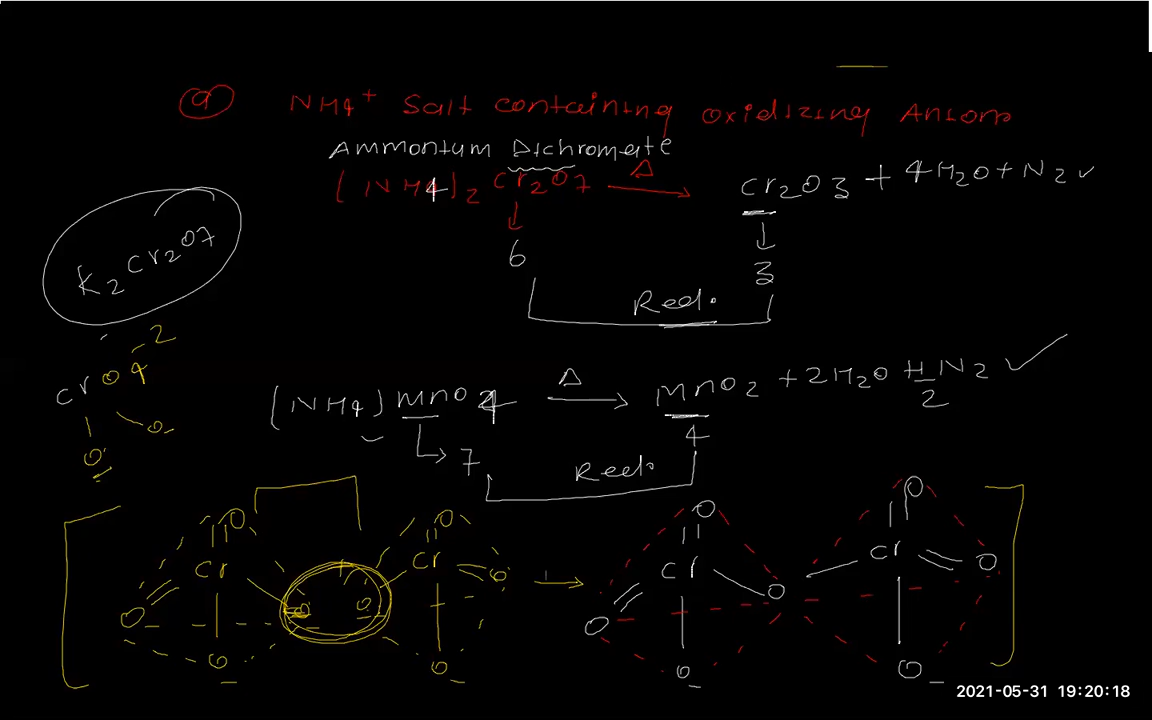 a NH4+ Salt containing oxidizing Anions
Ammonium Dichromate
(NH4)2 Cr2O7 Δ → Cr2O3 + 4H2O + N2 ✓
6 3
Red.
K2Cr2O7
CrO4-2
O- O-
(NH4) MnO4 Δ → MnO2 + 2H2O + 1/2 N2 ✓
7 4
Red.
O O O O
Cr Cr O → Cr O Cr O
O O- O- O
O- O- O- O-
2021-05-31 19:20:18